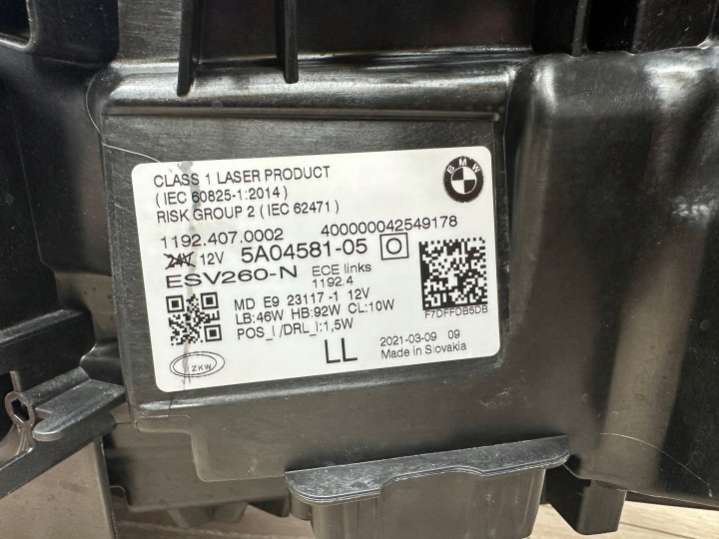 CLASS 1 LASER PRODUCT
(IEC 60825-1:2014)
RISK GROUP 2 (IEC 62471)
BMW
1192.407.0002 400000042549178
24V 12V 5A04581-05
ESV260-N ECE links
1192.4
MD E9 23117 -1 12V
LB:46W HB:92W CL:10W
POS_l/DRL_l:1,5W
F7DFFDB6DB
LL
2021-03-09 09
Made in Slovakia
ZKW